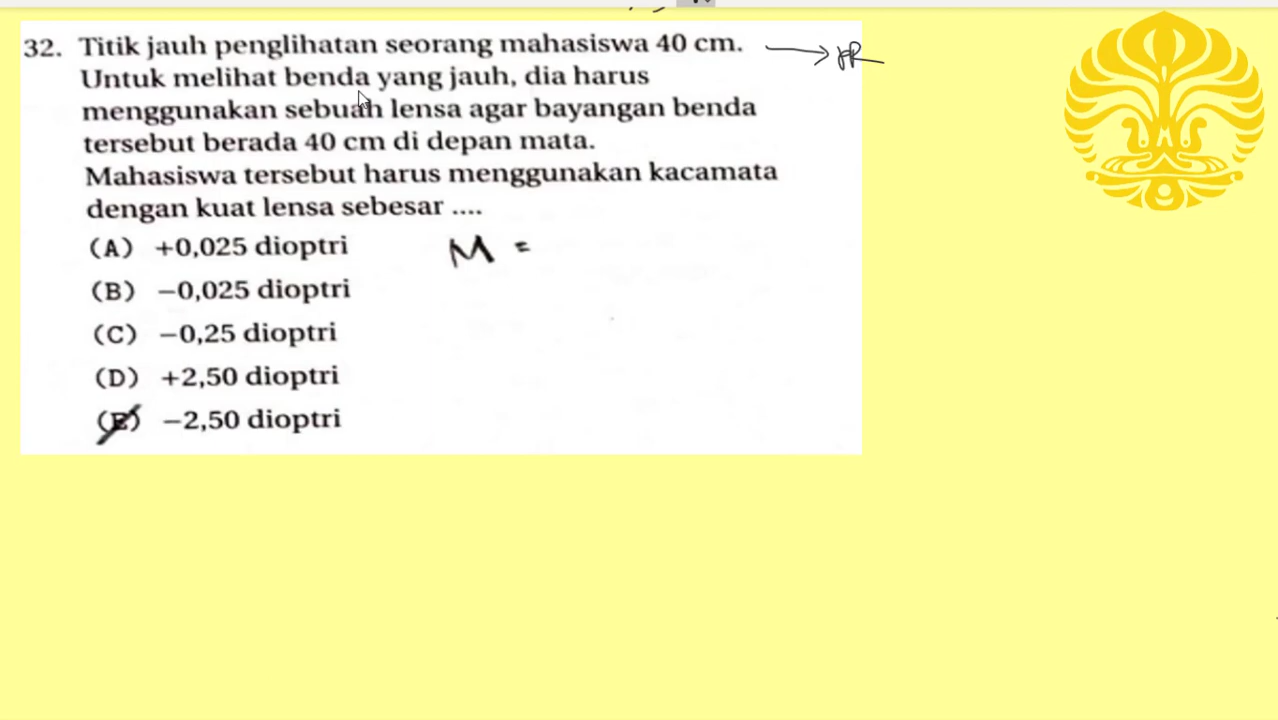 32. Titik jauh penglihatan seorang mahasiswa 40 cm. → PR
Untuk melihat benda yang jauh, dia harus
menggunakan sebuah lensa agar bayangan benda
tersebut berada 40 cm di depan mata.
Mahasiswa tersebut harus menggunakan kacamata
dengan kuat lensa sebesar ....
(A) +0,025 dioptri
M =
(B) −0,025 dioptri
(C) −0,25 dioptri
(D) +2,50 dioptri
(E) −2,50 dioptri